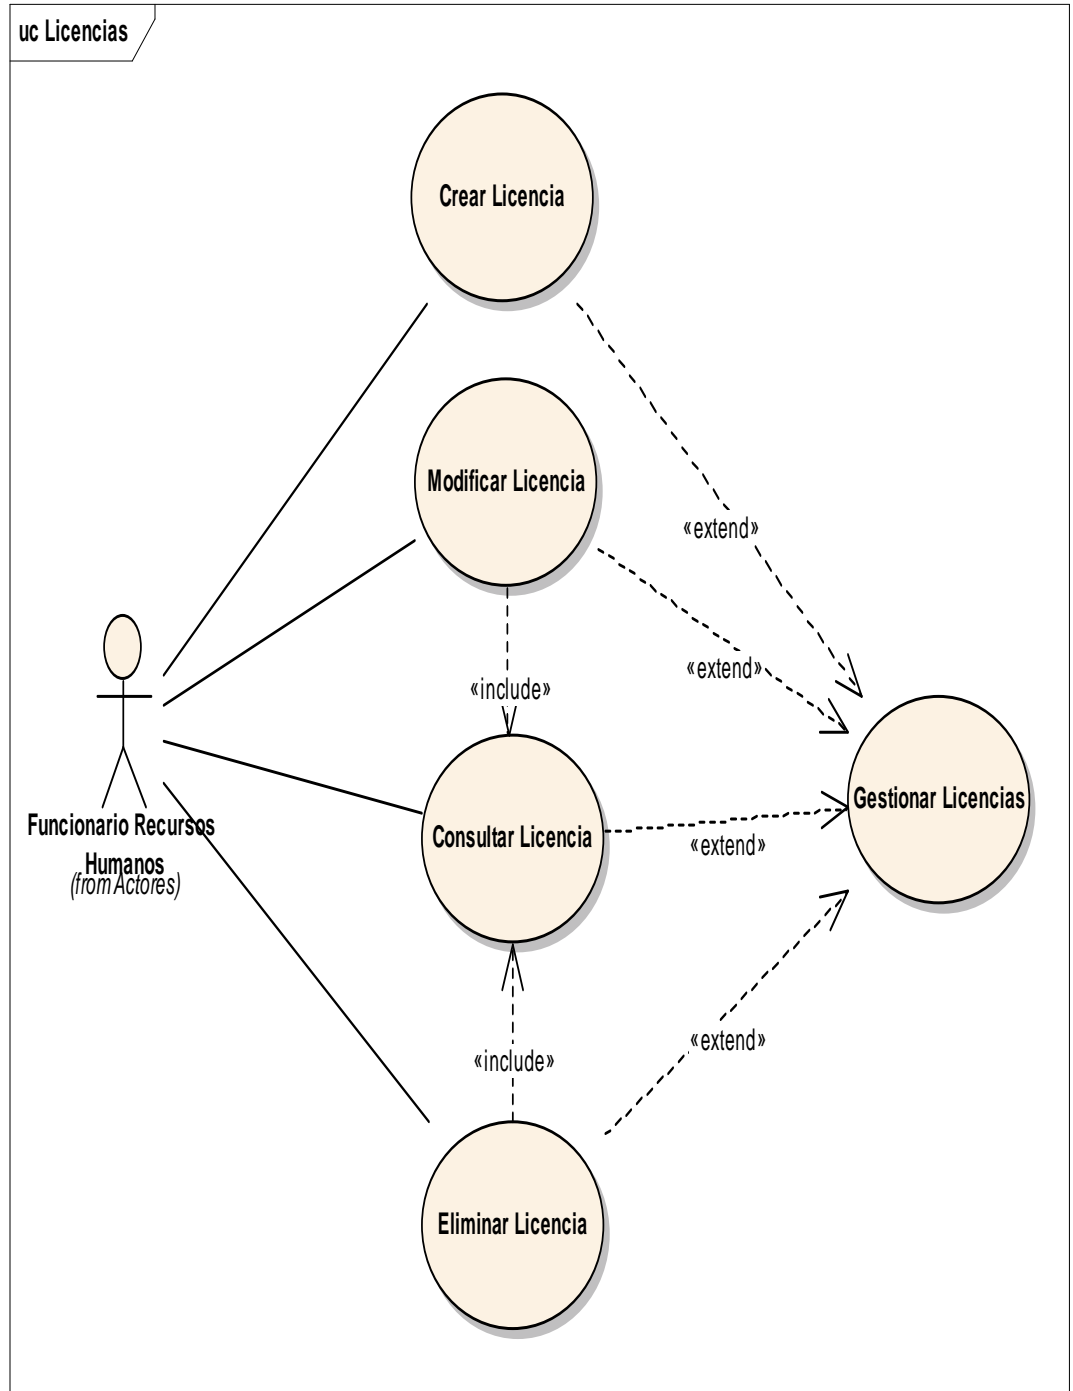 uc Licencias
Crear Licencia
Modificar Licencia
«extend»
«extend»
«include»
Gestionar Licencias
Funcionario Recursos
Humanos
(from Actores)
Consultar Licencia
«extend»
«extend»
«include»
Eliminar Licencia